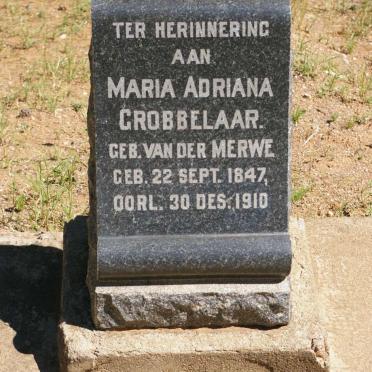 TER HERINNERING
AAN
MARIA ADRIANA
GROBBELAAR.
GEB. VAN DER MERWE
GEB. 22 SEPT. 1847,
OORL. 30 DES. 1910